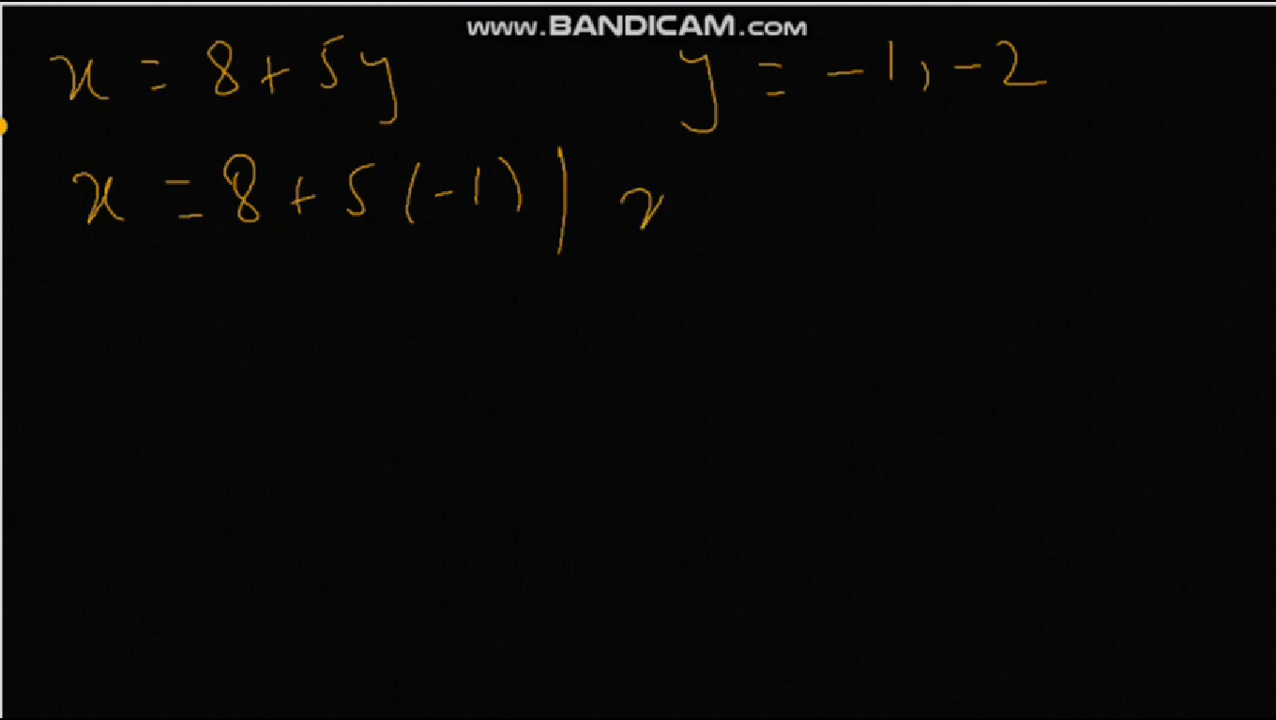 www.BANDICAM.com
x = 8 + 5y y = -1, -2
x = 8 + 5(-1) | x